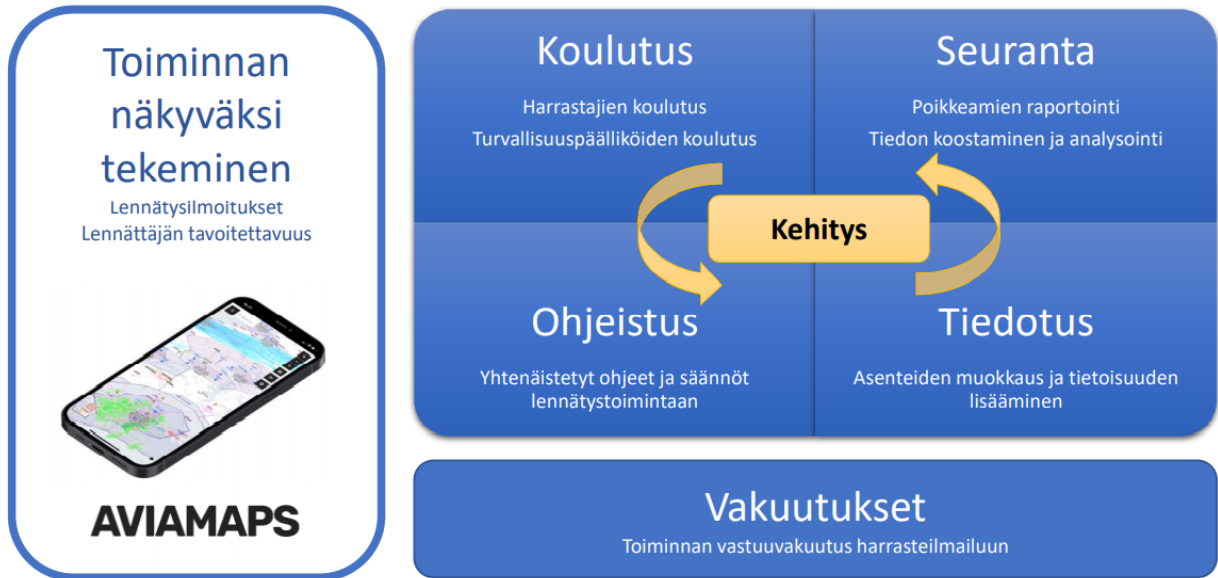 Toiminnan
näkyväksi
tekeminen
Lennätysilmoitukset
Lennättäjän tavoitettavuus
AVIAMAPS
Koulutus
Harrastajien koulutus
Turvallisuuspäälliköiden koulutus
Seuranta
Poikkeamien raportointi
Tiedon koostaminen ja analysointi
Kehitys
Ohjeistus
Yhtenäistetyt ohjeet ja säännöt
lennätystoimintaan
Tiedotus
Asenteiden muokkaus ja tietoisuuden
lisääminen
Vakuutukset
Toiminnan vastuuvakuutus harrasteilmailuun